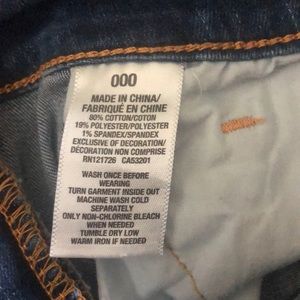 000
MADE IN CHINA/
FABRIQUÉ EN CHINE
80% COTTON/COTON
19% POLYESTER/POLYESTER
1% SPANDEX/SPANDEX
EXCLUSIVE OF DECORATION/
DÉCORATION NON COMPRISE
RN121726 CA53201
WASH ONCE BEFORE
WEARING
TURN GARMENT INSIDE OUT
MACHINE WASH COLD
SEPARATELY
ONLY NON-CHLORINE BLEACH
WHEN NEEDED
TUMBLE DRY LOW
WARM IRON IF NEEDED